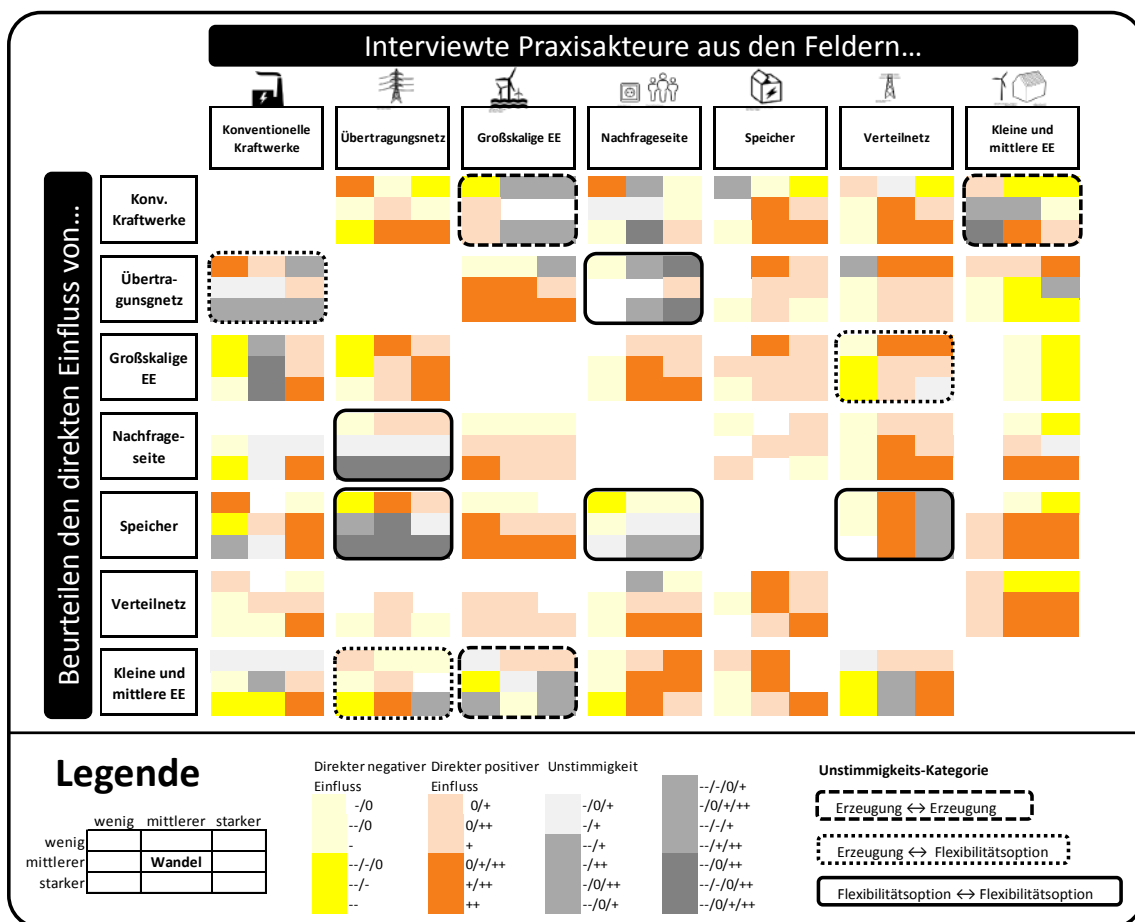 Interviewte Praxisakteure aus den Feldern...
Konventionelle
Kraftwerke
Übertragungsnetz
Großskalige EE
Nachfrageseite
Speicher
Verteilnetz
Kleine und
mittlere EE
Beurteilen den direkten Einfluss von...
Konv.
Kraftwerke
Übertra-
gunsgnetz
Großskalige
EE
Nachfrage-
seite
Speicher
Verteilnetz
Kleine und
mittlere EE
Legende
wenig mittlerer starker
wenig
mittlerer Wandel
starker
Direkter negativer
Einfluss
-/0
--/0
-
--/-/0
--/-
--
Direkter positiver
Einfluss
0/+
0/++
+
0/+/++
+/++
++
Unstimmigkeit
-/0/+
-/+
--/+
-/++
-/0/++
--/0/+
--/-/0/+
-/0/+/++
--/-/+
--/+/++
--/0/++
--/-/0/++
--/0/+/++
Unstimmigkeits-Kategorie
Erzeugung ↔ Erzeugung
Erzeugung ↔ Flexibilitätsoption
Flexibilitätsoption ↔ Flexibilitätsoption